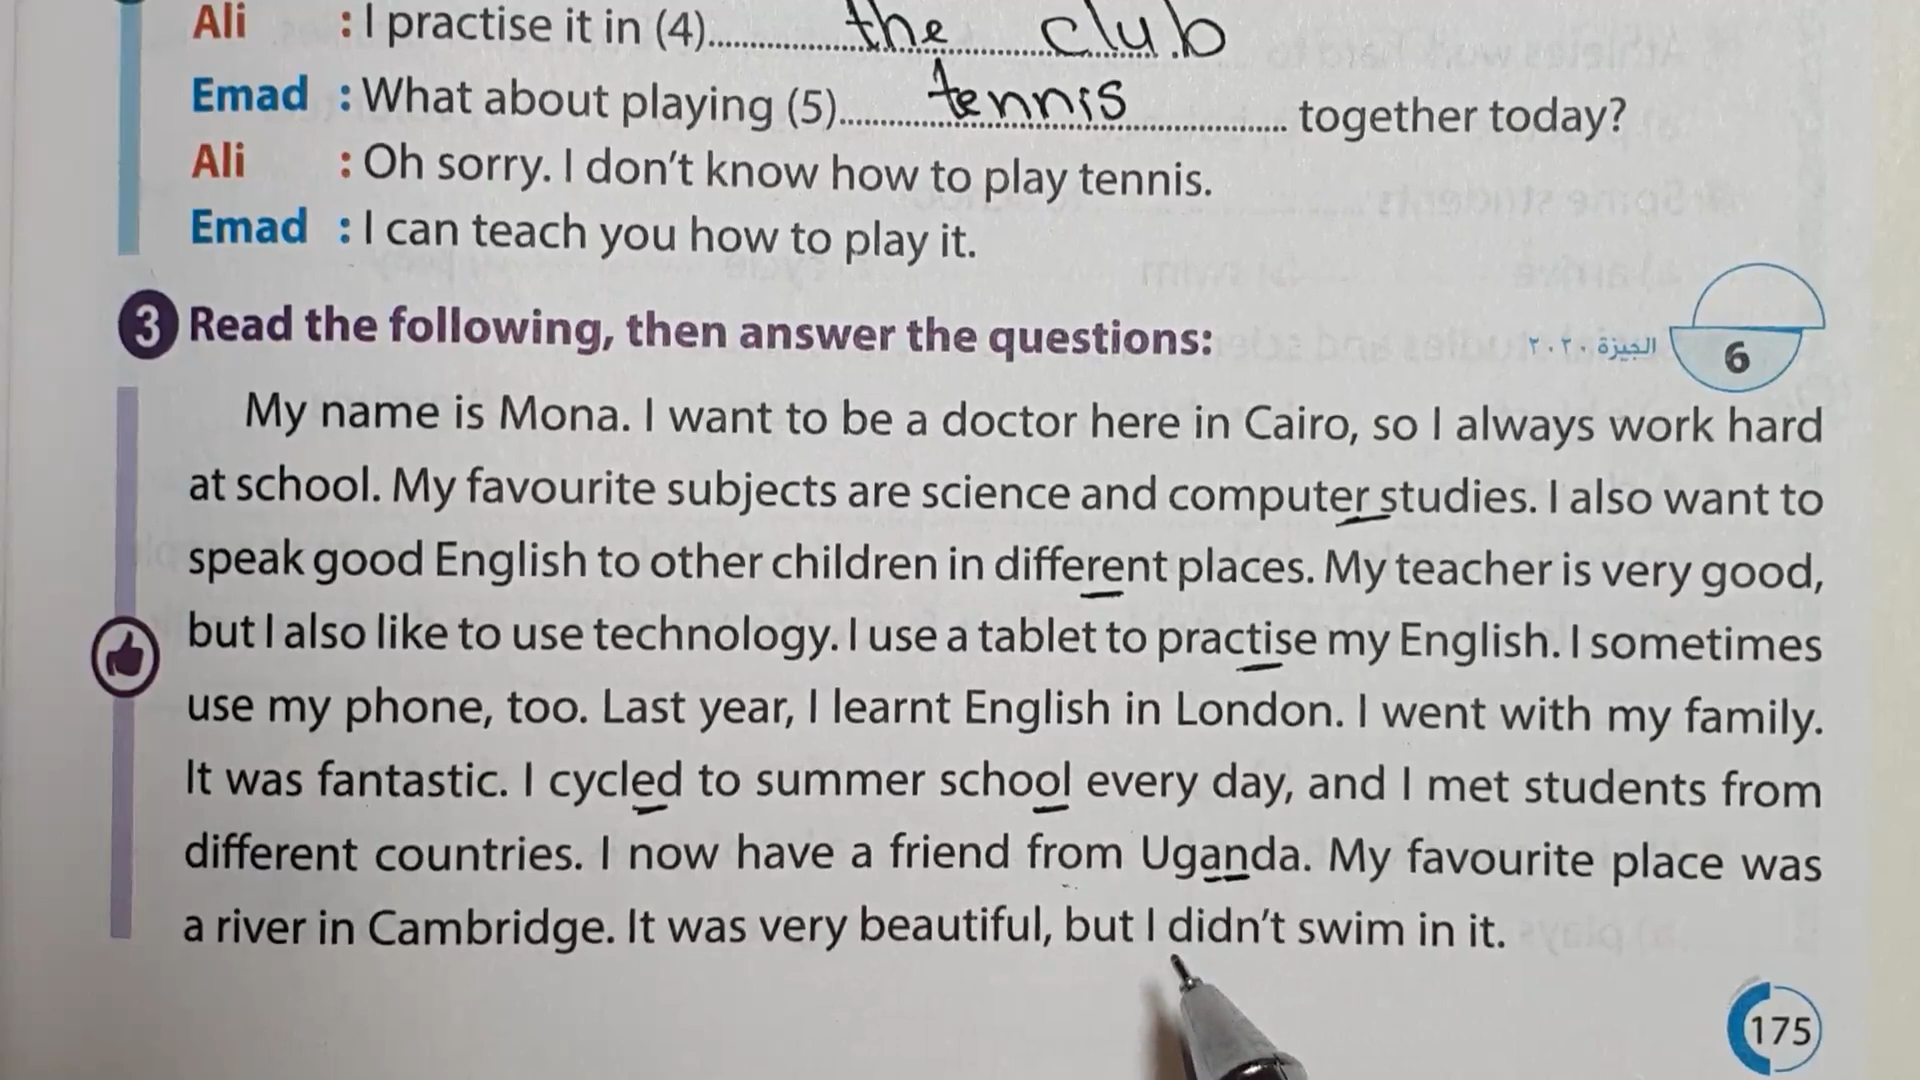 Ali : I practise it in (4)........ the club
Emad : What about playing (5)........ tennis ........ together today?
Ali : Oh sorry. I don't know how to play tennis.
Emad : I can teach you how to play it.
3 Read the following, then answer the questions:
الجيزة ٢٠٢٠
6
My name is Mona. I want to be a doctor here in Cairo, so I always work hard
at school. My favourite subjects are science and computer studies. I also want to
speak good English to other children in different places. My teacher is very good,
but I also like to use technology. I use a tablet to practise my English. I sometimes
use my phone, too. Last year, I learnt English in London. I went with my family.
It was fantastic. I cycled to summer school every day, and I met students from
different countries. I now have a friend from Uganda. My favourite place was
a river in Cambridge. It was very beautiful, but I didn't swim in it.
175